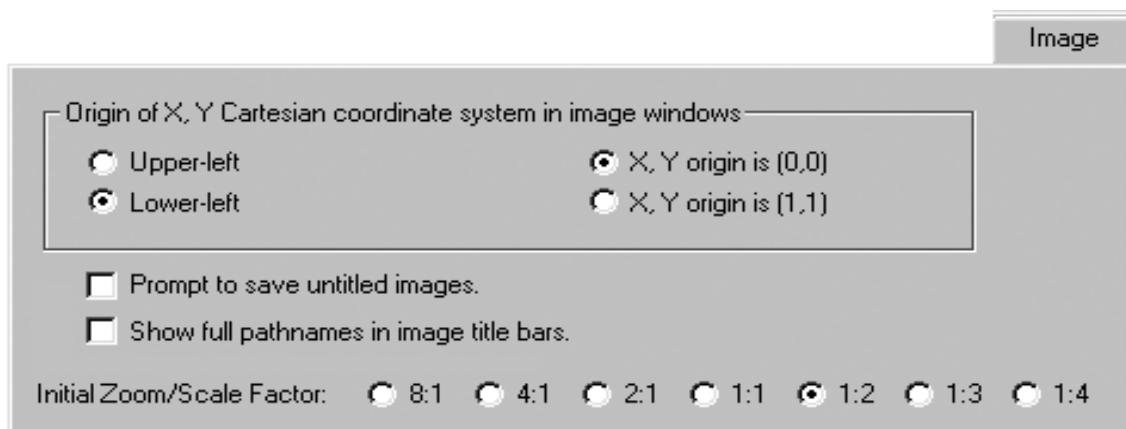 Image
Origin of X, Y Cartesian coordinate system in image windows
Upper-left X, Y origin is (0,0)
Lower-left X, Y origin is (1,1)
Prompt to save untitled images.
Show full pathnames in image title bars.
Initial Zoom/Scale Factor: 8:1 4:1 2:1 1:1 1:2 1:3 1:4